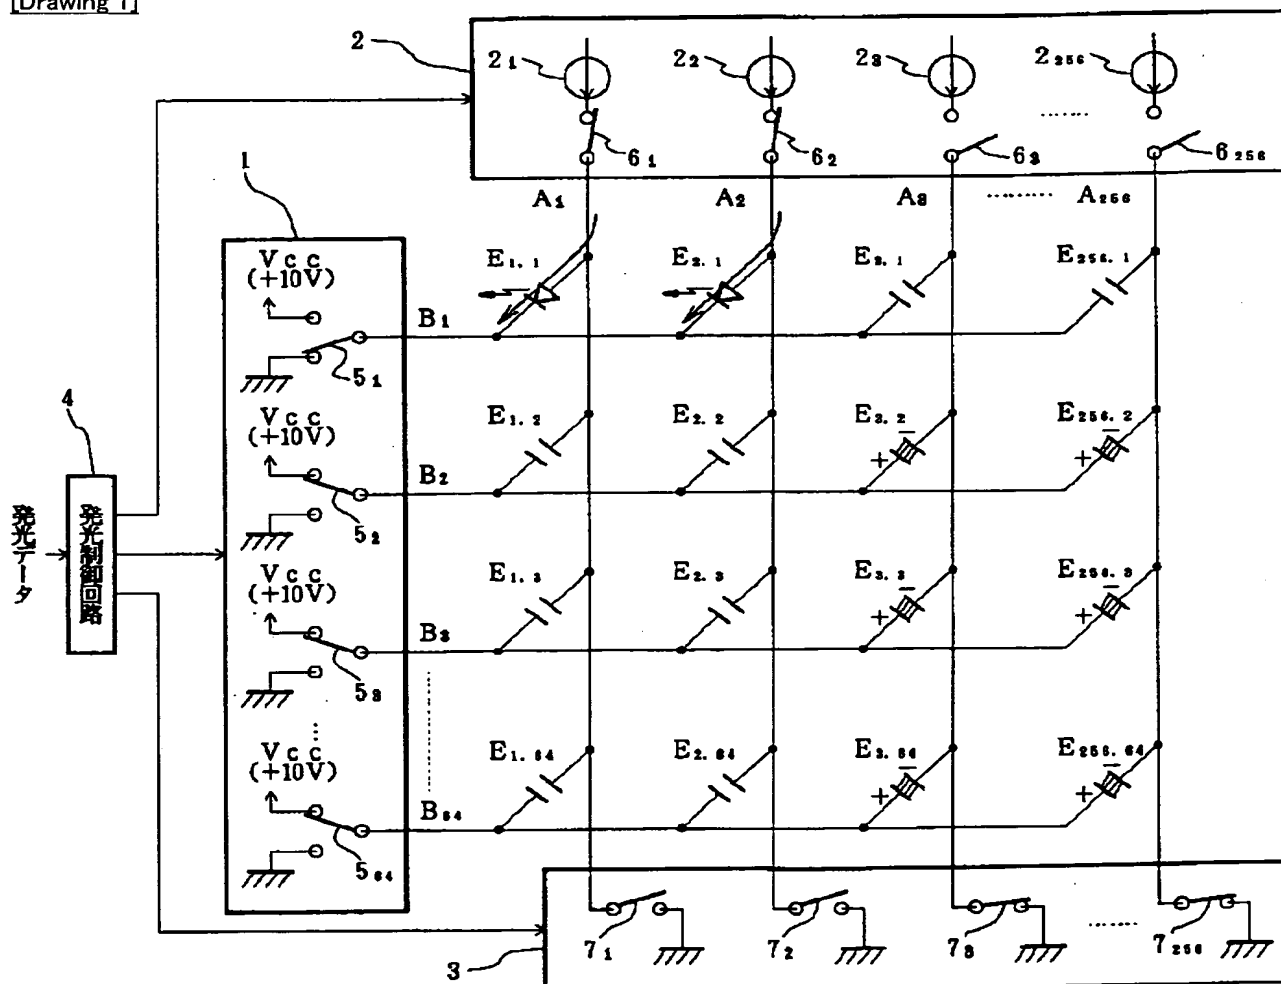 [Drawing 1]
2
2₁ 2₂ 2₃ 2₂₅₆
6₁ 6₂ 6₃ 6₂₅₆
A₁ A₂ A₃ A₂₅₆
1
Vcc
(+10V)
B₁
5₁
E₁.₁ E₂.₁ E₃.₁ E₂₅₆.₁
4
発光データ
発光制御回路
Vcc
(+10V)
B₂
5₂
E₁.₂ E₂.₂ E₃.₂ E₂₅₆.₂
+ − + −
Vcc
(+10V)
B₃
5₃
E₁.₃ E₂.₃ E₃.₃ E₂₅₆.₃
+ − + −
Vcc
(+10V)
B₆₄
5₆₄
E₁.₆₄ E₂.₆₄ E₃.₆₄ E₂₅₆.₆₄
+ − + −
7₁ 7₂ 7₃ 7₂₅₆
3